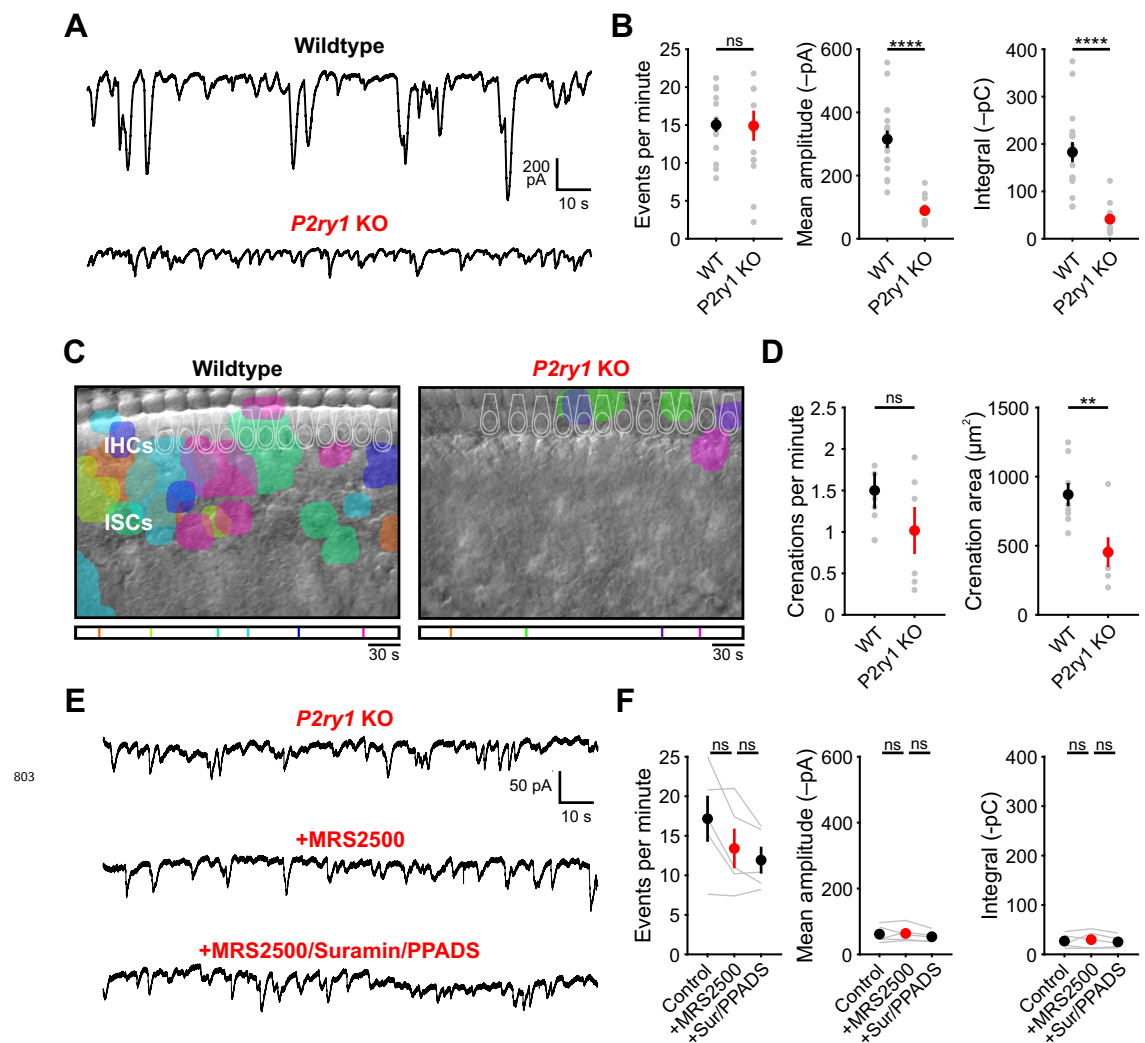 A
Wildtype
200
pA
10 s
P2ry1 KO
B
Events per minute
25
20
15
10
5
0
ns
WT
P2ry1 KO
Mean amplitude (–pA)
600
400
200
0
****
WT
P2ry1 KO
Integral (–pC)
400
300
200
100
0
****
WT
P2ry1 KO
C
Wildtype
IHCs
ISCs
30 s
P2ry1 KO
30 s
D
Crenations per minute
2.5
2
1.5
1
0.5
0
ns
WT
P2ry1 KO
Crenation area (µm²)
1500
1000
500
0
**
WT
P2ry1 KO
803
E
P2ry1 KO
50 pA
10 s
+MRS2500
+MRS2500/Suramin/PPADS
F
Events per minute
25
20
15
10
5
0
ns ns
Control
+MRS2500
+Sur/PPADS
Mean amplitude (–pA)
600
400
200
0
ns ns
Control
+MRS2500
+Sur/PPADS
Integral (-pC)
400
300
200
100
0
ns ns
Control
+MRS2500
+Sur/PPADS